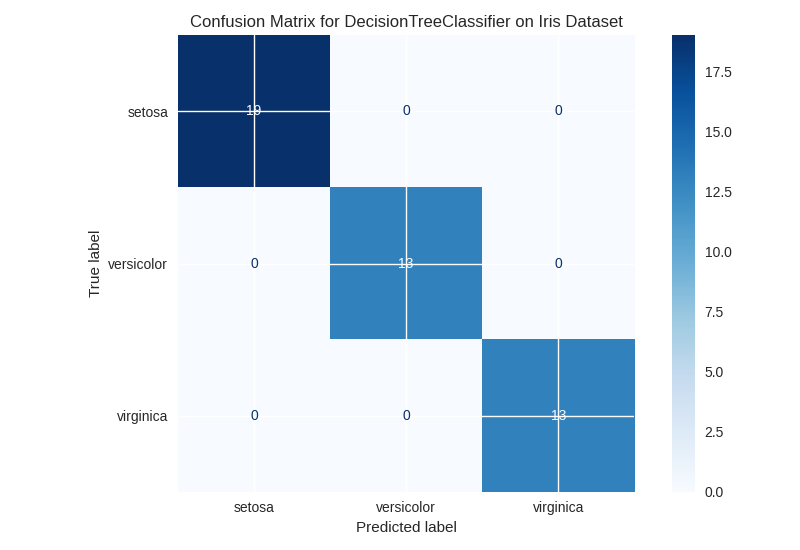 Confusion Matrix for DecisionTreeClassifier on Iris Dataset
setosa 19 0 0
versicolor 0 13 0
virginica 0 0 13
setosa versicolor virginica
Predicted label
True label
17.5
15.0
12.5
10.0
7.5
5.0
2.5
0.0